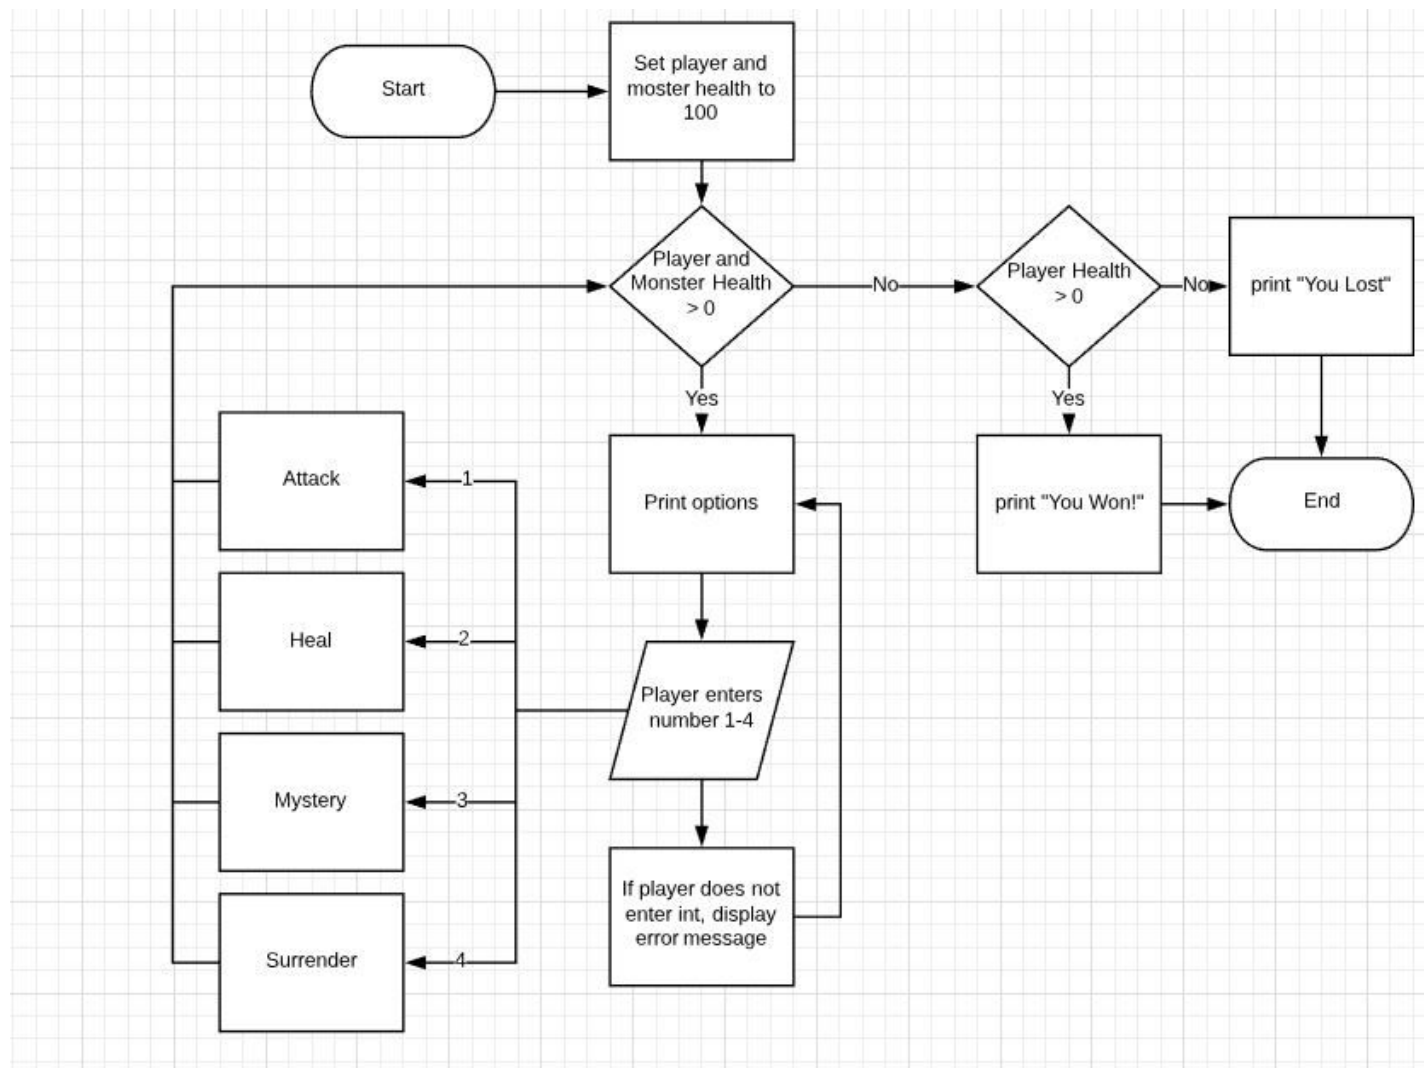 Start
Set player and
moster health to
100
Player and
Monster Health
> 0
No
Player Health
> 0
No
print "You Lost"
Yes
Yes
Attack
1
Print options
print "You Won!"
End
Heal
2
Player enters
number 1-4
Mystery
3
If player does not
enter int, display
error message
Surrender
4